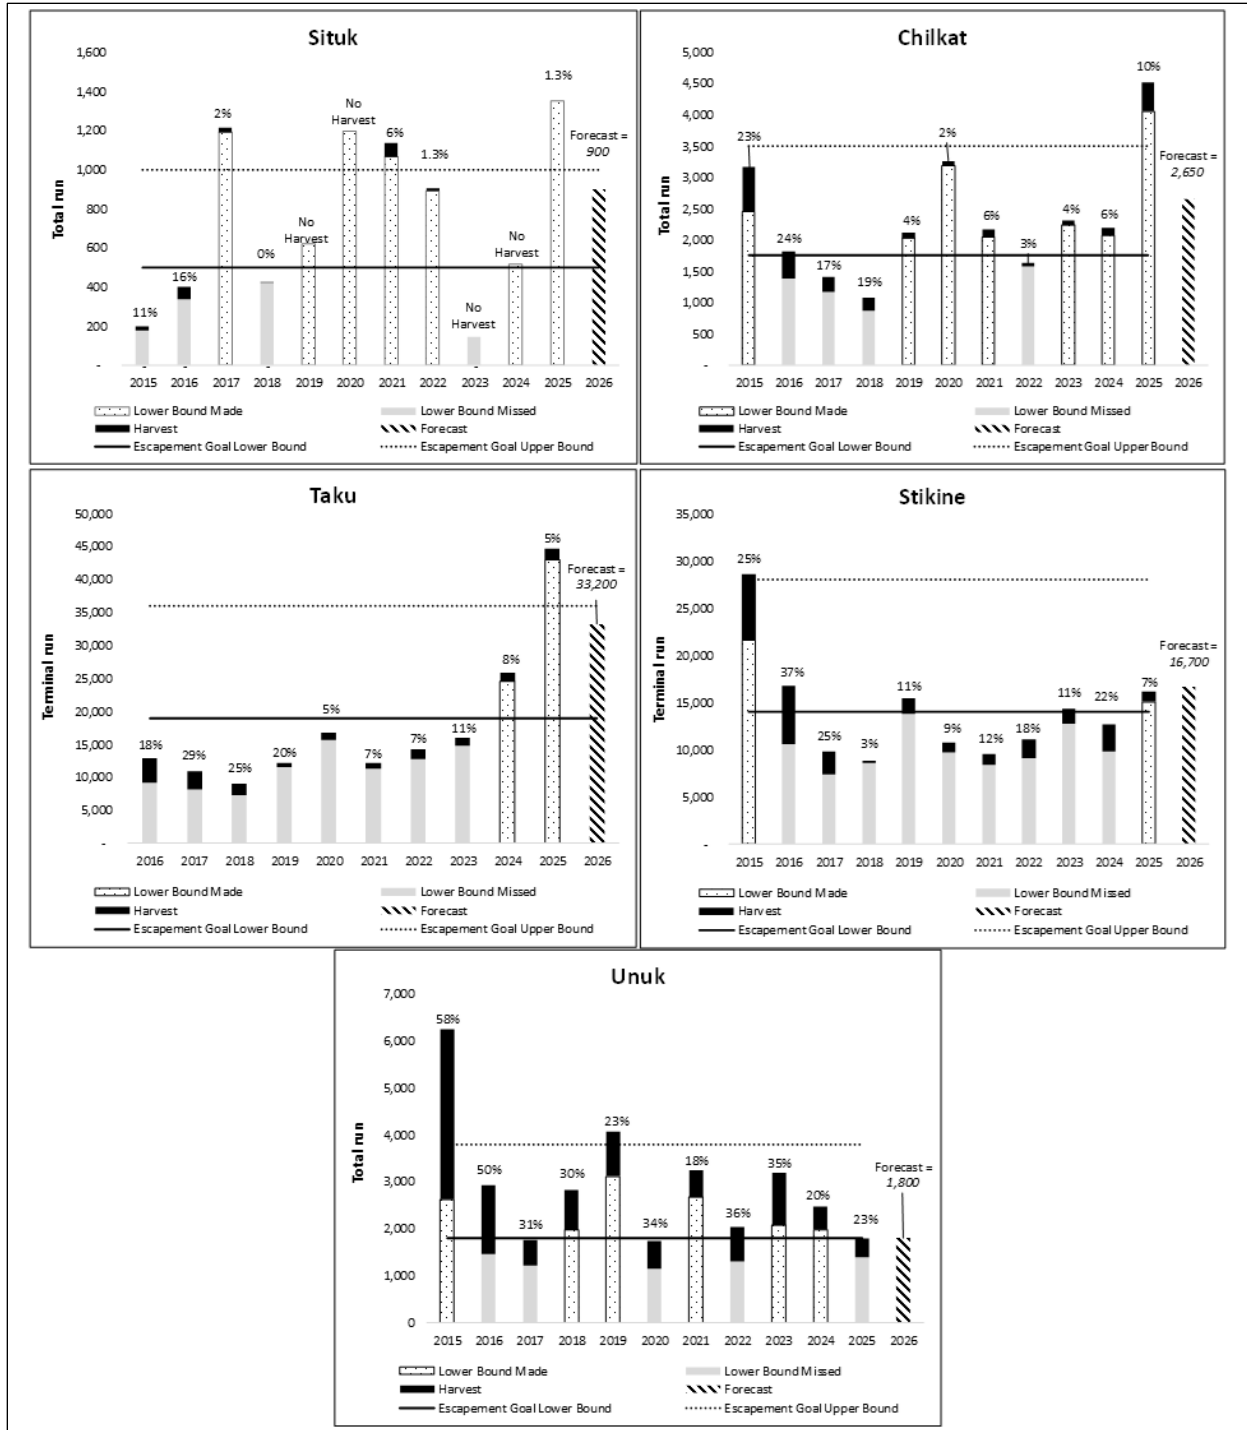 Situk
Total run
1,600
1,400
1,200
1,000
800
600
400
200
-
11%
16%
2%
0%
No
Harvest
No
Harvest
6%
1.3%
No
Harvest
No
Harvest
1.3%
Forecast =
900
2015 2016 2017 2018 2019 2020 2021 2022 2023 2024 2025 2026
Lower Bound Made Lower Bound Missed
Harvest Forecast
Escapement Goal Lower Bound Escapement Goal Upper Bound
Chilkat
Total run
5,000
4,500
4,000
3,500
3,000
2,500
2,000
1,500
1,000
500
-
23%
24%
17%
19%
4%
2%
6%
3%
4%
6%
10%
Forecast =
2,650
2015 2016 2017 2018 2019 2020 2021 2022 2023 2024 2025 2026
Lower Bound Made Lower Bound Missed
Harvest Forecast
Escapement Goal Lower Bound Escapement Goal Upper Bound
Taku
Terminal run
50,000
45,000
40,000
35,000
30,000
25,000
20,000
15,000
10,000
5,000
-
18%
29%
25%
20%
5%
7%
7%
11%
8%
5%
Forecast =
33,200
2016 2017 2018 2019 2020 2021 2022 2023 2024 2025 2026
Lower Bound Made Lower Bound Missed
Harvest Forecast
Escapement Goal Lower Bound Escapement Goal Upper Bound
Stikine
Terminal run
35,000
30,000
25,000
20,000
15,000
10,000
5,000
-
25%
37%
25%
3%
11%
9%
12%
18%
11%
22%
7%
Forecast =
16,700
2015 2016 2017 2018 2019 2020 2021 2022 2023 2024 2025 2026
Lower Bound Made Lower Bound Missed
Harvest Forecast
Escapement Goal Lower Bound Escapement Goal Upper Bound
Unuk
Total run
7,000
6,000
5,000
4,000
3,000
2,000
1,000
0
58%
50%
31%
30%
23%
34%
18%
36%
35%
20%
23%
Forecast =
1,800
2015 2016 2017 2018 2019 2020 2021 2022 2023 2024 2025 2026
Lower Bound Made Lower Bound Missed
Harvest Forecast
Escapement Goal Lower Bound Escapement Goal Upper Bound